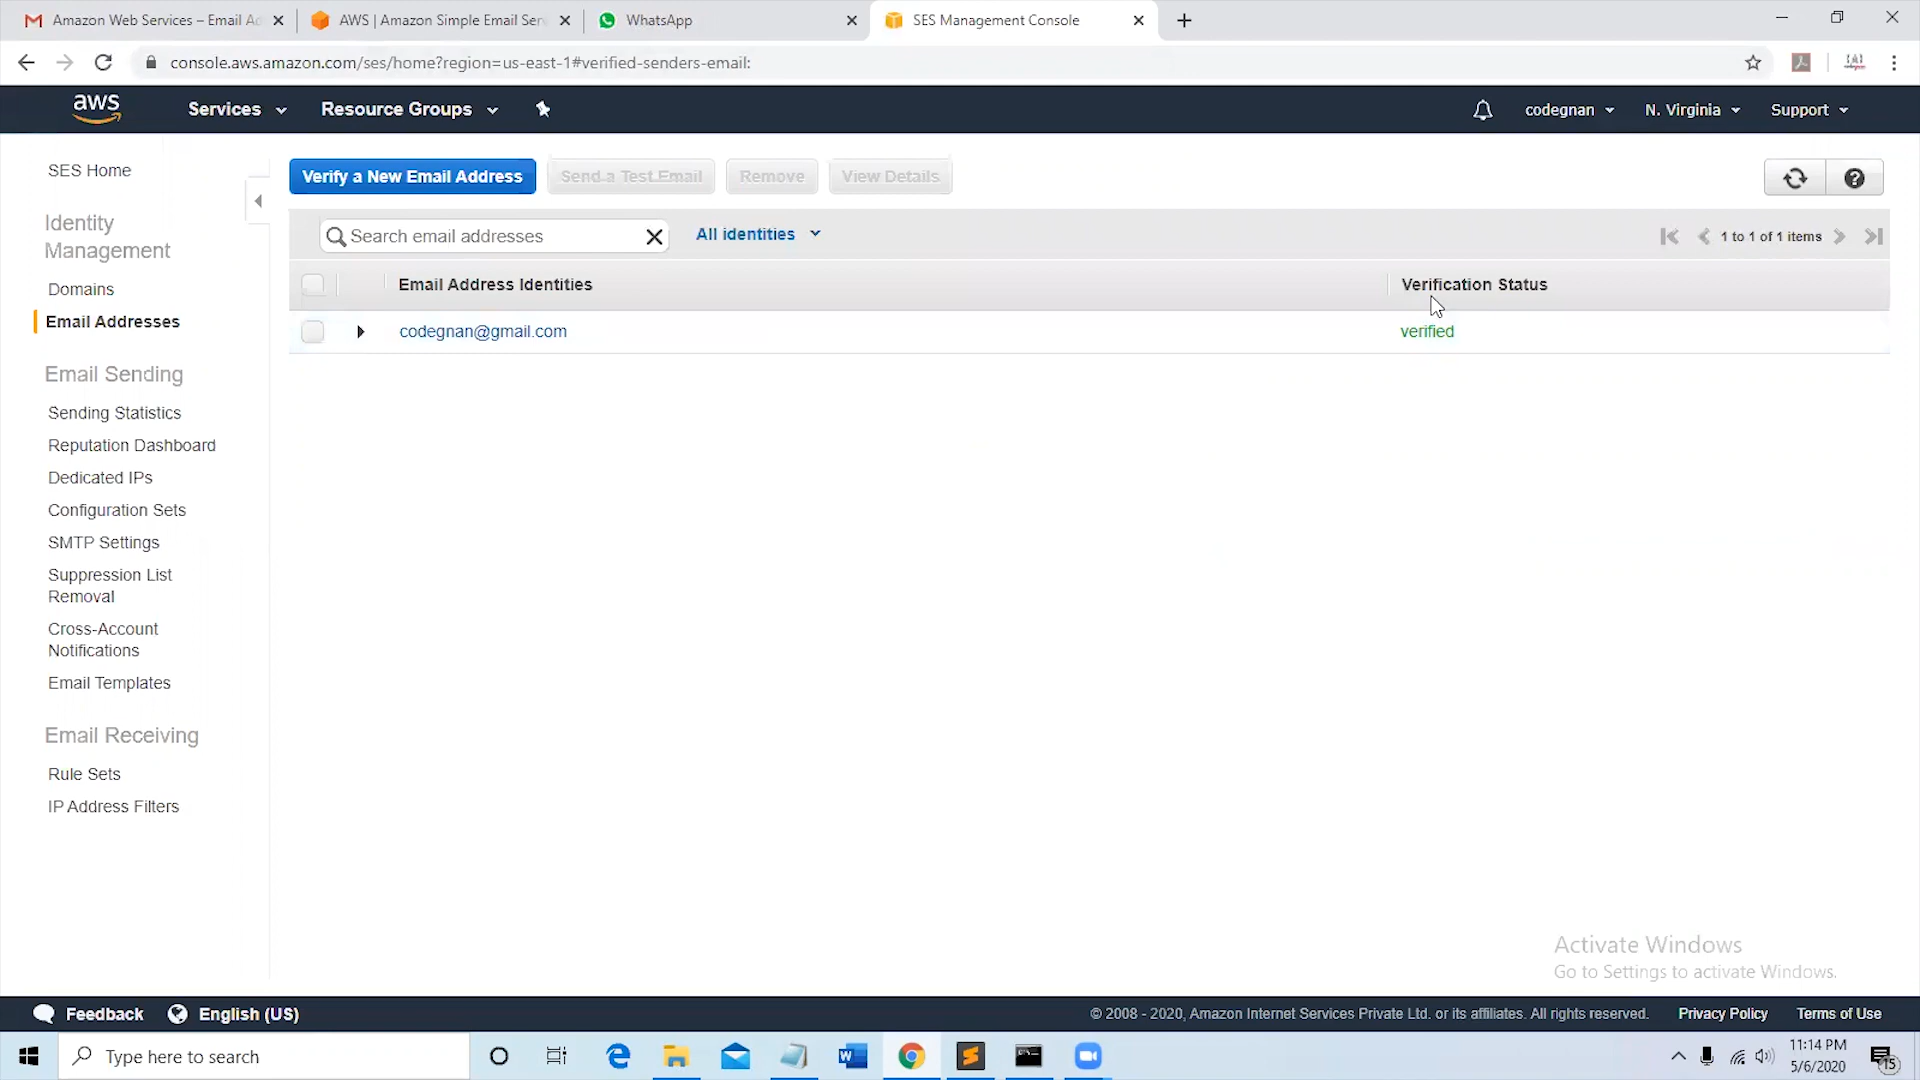 Amazon Web Services – Email Ad
AWS | Amazon Simple Email Serv
WhatsApp
SES Management Console
console.aws.amazon.com/ses/home?region=us-east-1#verified-senders-email:
aws
Services
Resource Groups
codegnan
N. Virginia
Support
SES Home
Identity
Management
Domains
Email Addresses
Email Sending
Sending Statistics
Reputation Dashboard
Dedicated IPs
Configuration Sets
SMTP Settings
Suppression List
Removal
Cross-Account
Notifications
Email Templates
Email Receiving
Rule Sets
IP Address Filters
Verify a New Email Address
Send a Test Email
Remove
View Details
Search email addresses
All identities
1 to 1 of 1 items
Email Address Identities
Verification Status
codegnan@gmail.com
verified
Activate Windows
Go to Settings to activate Windows.
Feedback
English (US)
© 2008 - 2020, Amazon Internet Services Private Ltd. or its affiliates. All rights reserved.
Privacy Policy
Terms of Use
Type here to search
11:14 PM
5/6/2020
15